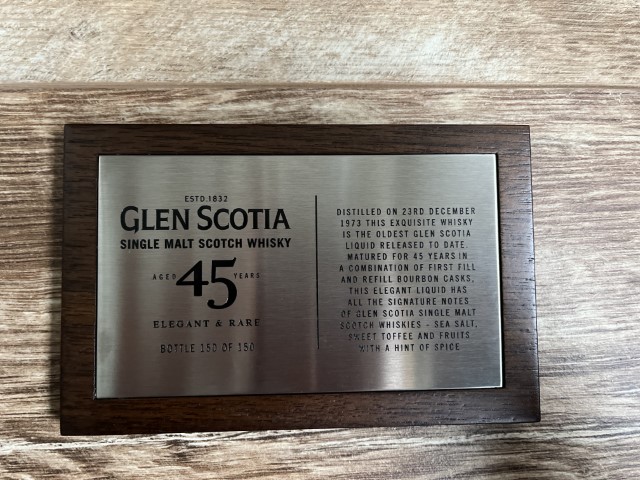 ESTD.1832
GLEN SCOTIA
SINGLE MALT SCOTCH WHISKY
AGED 45 YEARS
ELEGANT & RARE
BOTTLE 150 OF 150
DISTILLED ON 23RD DECEMBER
1973 THIS EXQUISITE WHISKY
IS THE OLDEST GLEN SCOTIA
LIQUID RELEASED TO DATE.
MATURED FOR 45 YEARS IN
A COMBINATION OF FIRST FILL
AND REFILL BOURBON CASKS,
THIS ELEGANT LIQUID HAS
ALL THE SIGNATURE NOTES
OF GLEN SCOTIA SINGLE MALT
SCOTCH WHISKIES - SEA SALT,
SWEET TOFFEE AND FRUITS
WITH A HINT OF SPICE